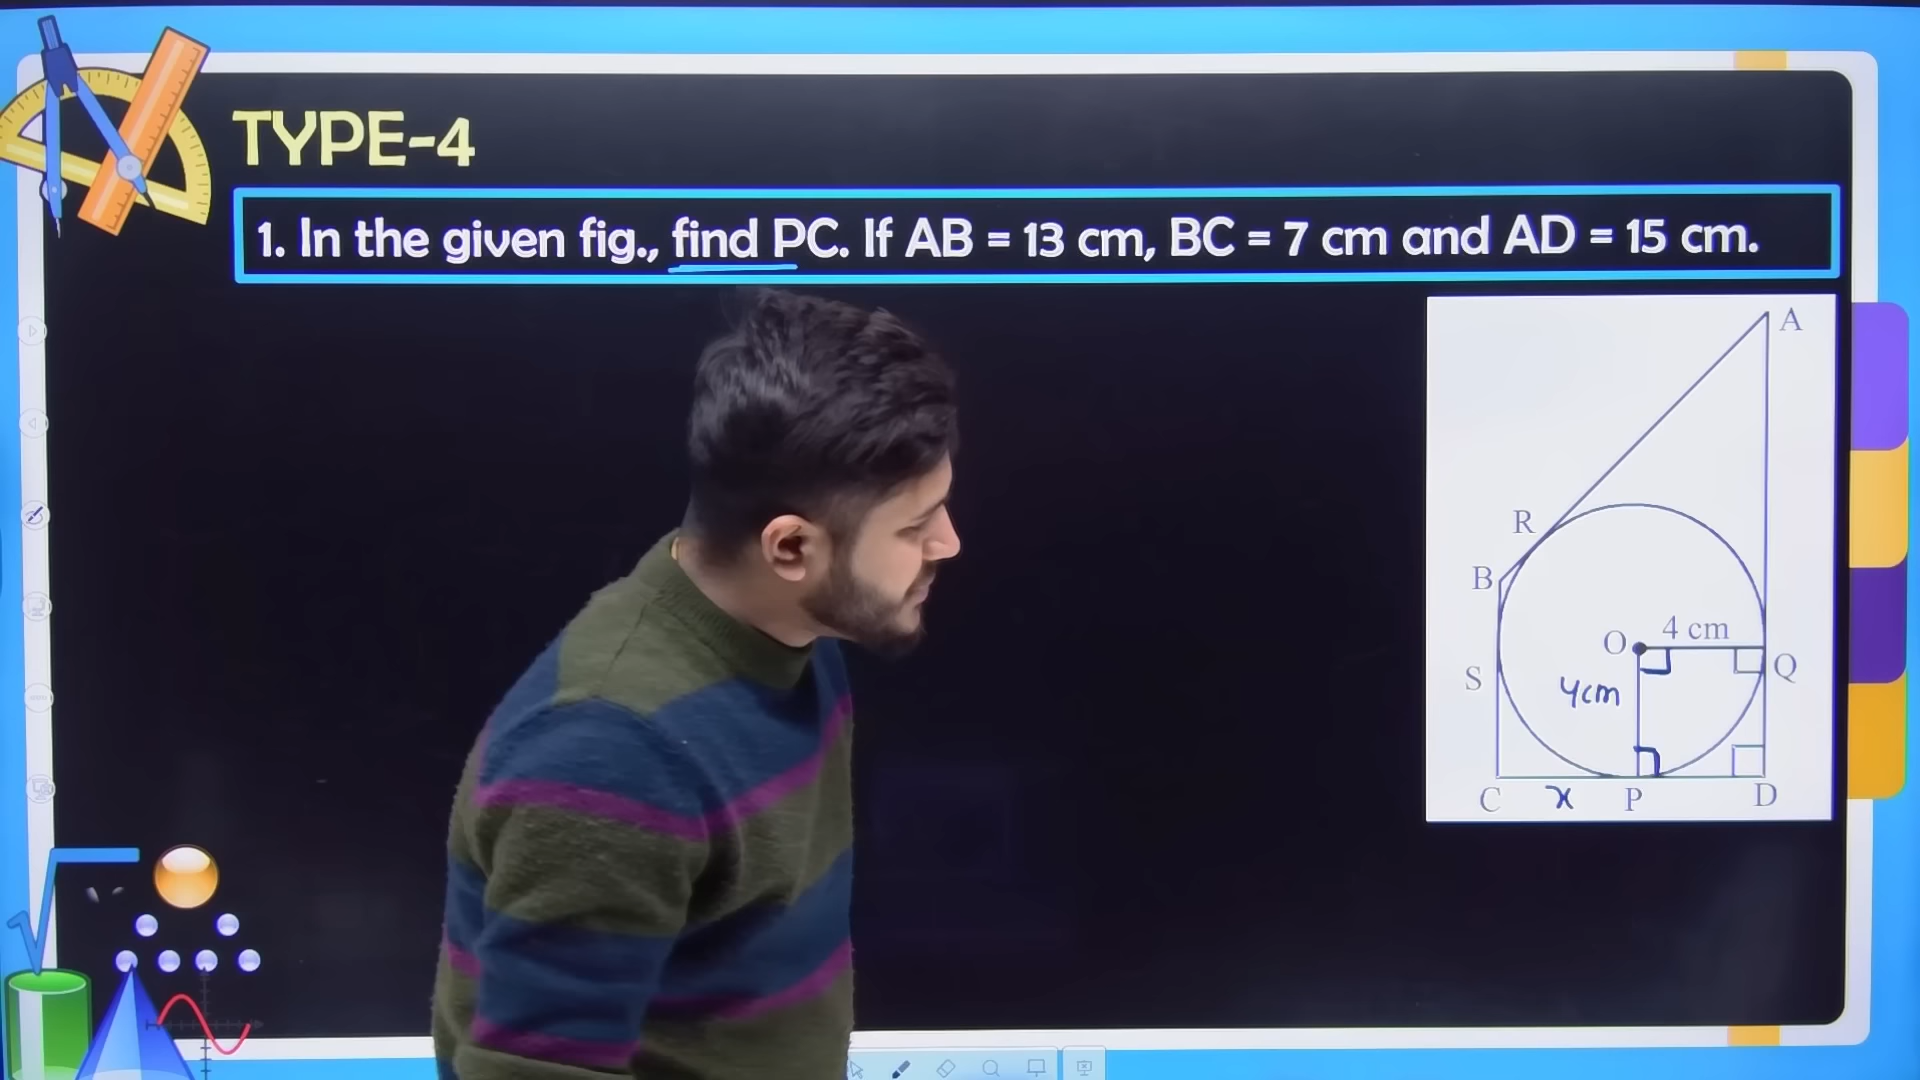 TYPE-4
1. In the given fig., find PC. If AB = 13 cm, BC = 7 cm and AD = 15 cm.
A
R
B
O 4 cm
S 4cm Q
C x P D